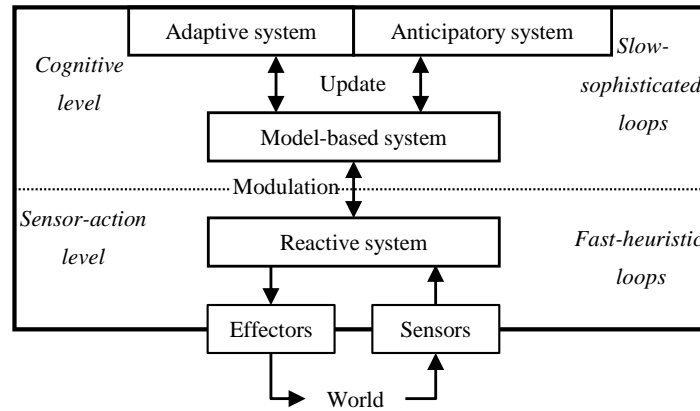 Adaptive system
Anticipatory system
Cognitive
level
Slow-
sophisticated
loops
Update
Model-based system
Modulation
Sensor-action
level
Reactive system
Fast-heuristic
loops
Effectors
Sensors
World